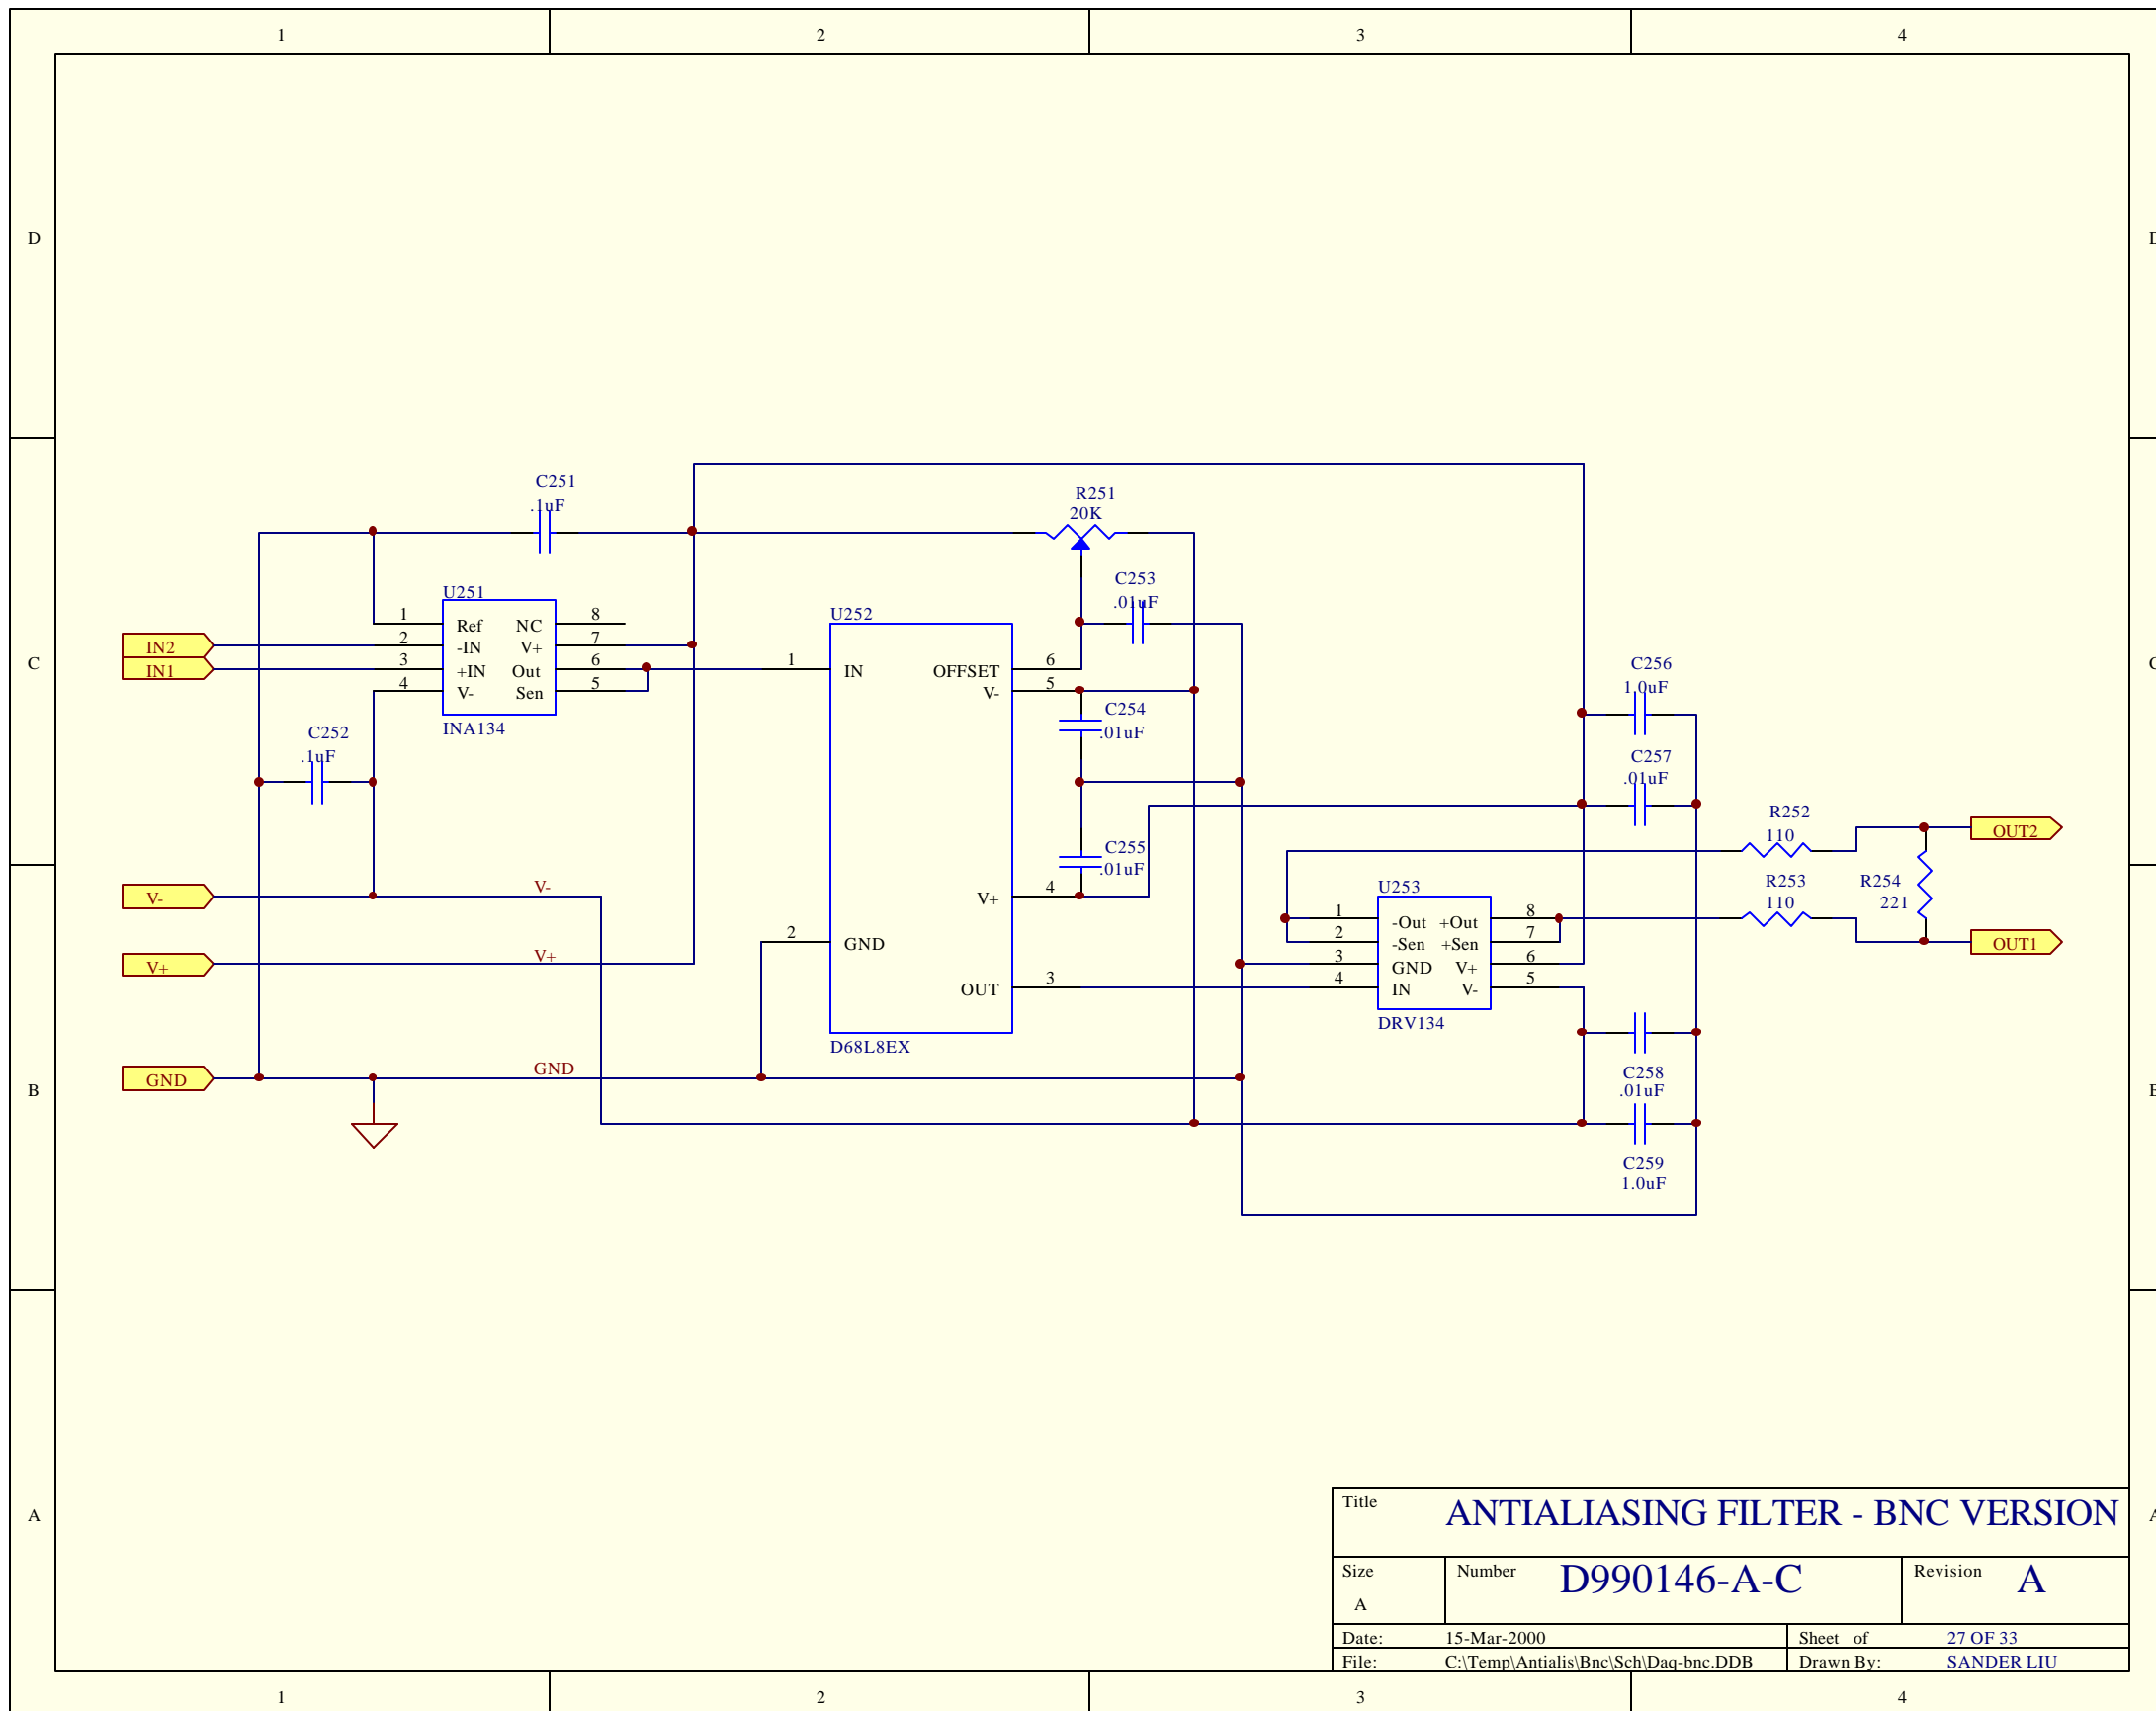 1 2 3 4
D D
C251
.1uF
R251
20K
C253
.01uF
U251
1 Ref NC 8
2 -IN V+ 7
3 +IN Out 6
4 V- Sen 5
INA134
IN2
IN1
C252
.1uF
C
U252
1 IN OFFSET 6
V- 5
V+ 4
2 GND
OUT 3
D68L8EX
C254
.01uF
C255
.01uF
C256
1.0uF
C257
.01uF
R252
110
R253
110
R254
221
OUT2
OUT1
U253
1 -Out +Out 8
2 -Sen +Sen 7
3 GND V+ 6
4 IN V- 5
DRV134
V- V-
V+ V+
GND GND
B
C258
.01uF
C259
1.0uF
A
Title ANTIALIASING FILTER - BNC VERSION
Size A Number D990146-A-C Revision A
Date: 15-Mar-2000 Sheet of 27 OF 33
File: C:\Temp\Antialis\Bnc\Sch\Daq-bnc.DDB Drawn By: SANDER LIU
1 2 3 4